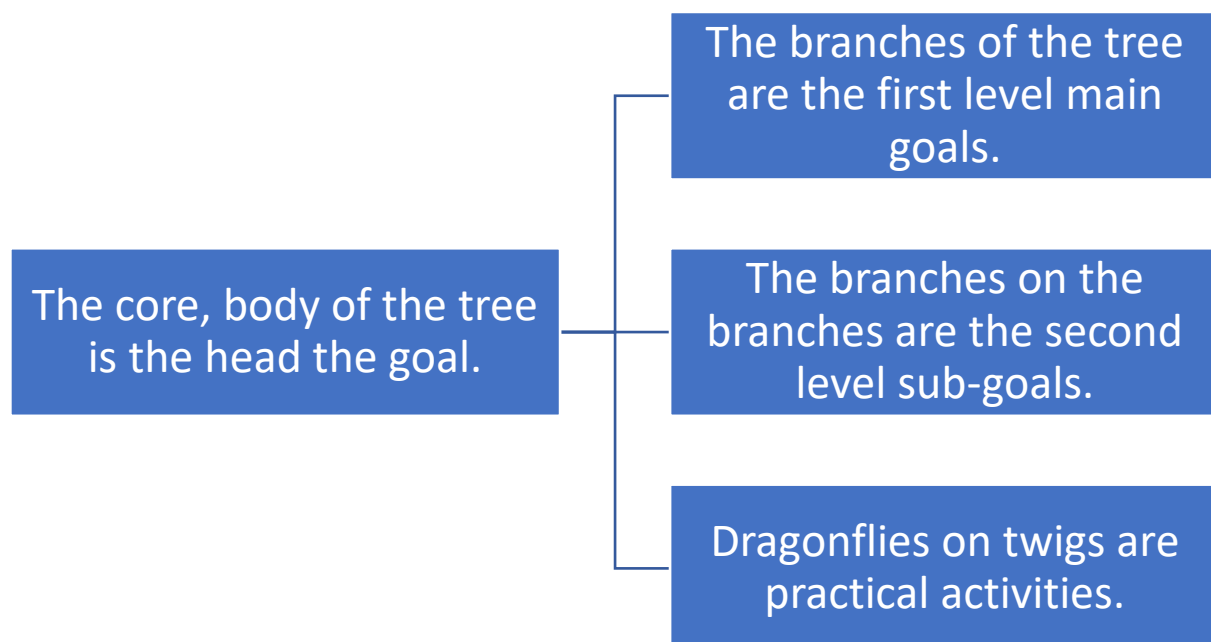 The branches of the tree
are the first level main
goals.
The core, body of the tree
is the head the goal.
The branches on the
branches are the second
level sub-goals.
Dragonflies on twigs are
practical activities.